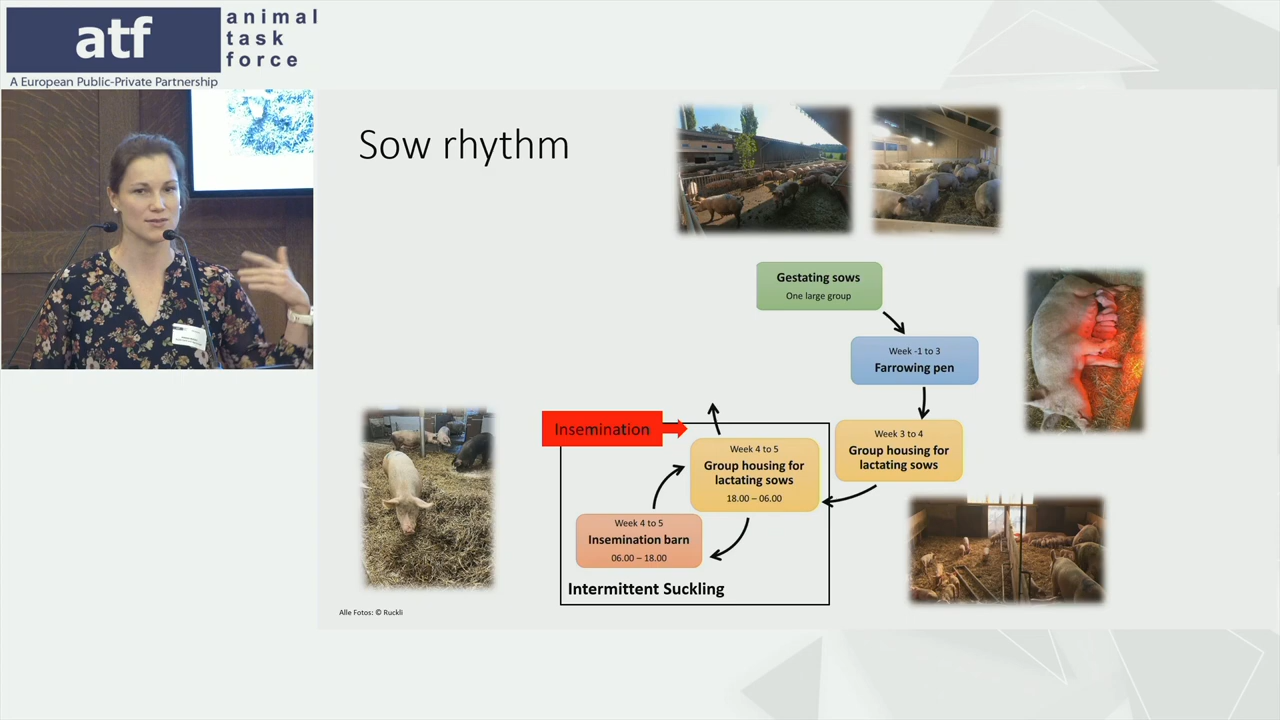 atf
animal
task
force
A European Public-Private Partnership
Sow rhythm
Gestating sows
One large group
Week -1 to 3
Farrowing pen
Week 3 to 4
Group housing for
lactating sows
Insemination
Week 4 to 5
Group housing for
lactating sows
18.00 – 06.00
Week 4 to 5
Insemination barn
06.00 – 18.00
Intermittent Suckling
Alle Fotos: © Ruckli